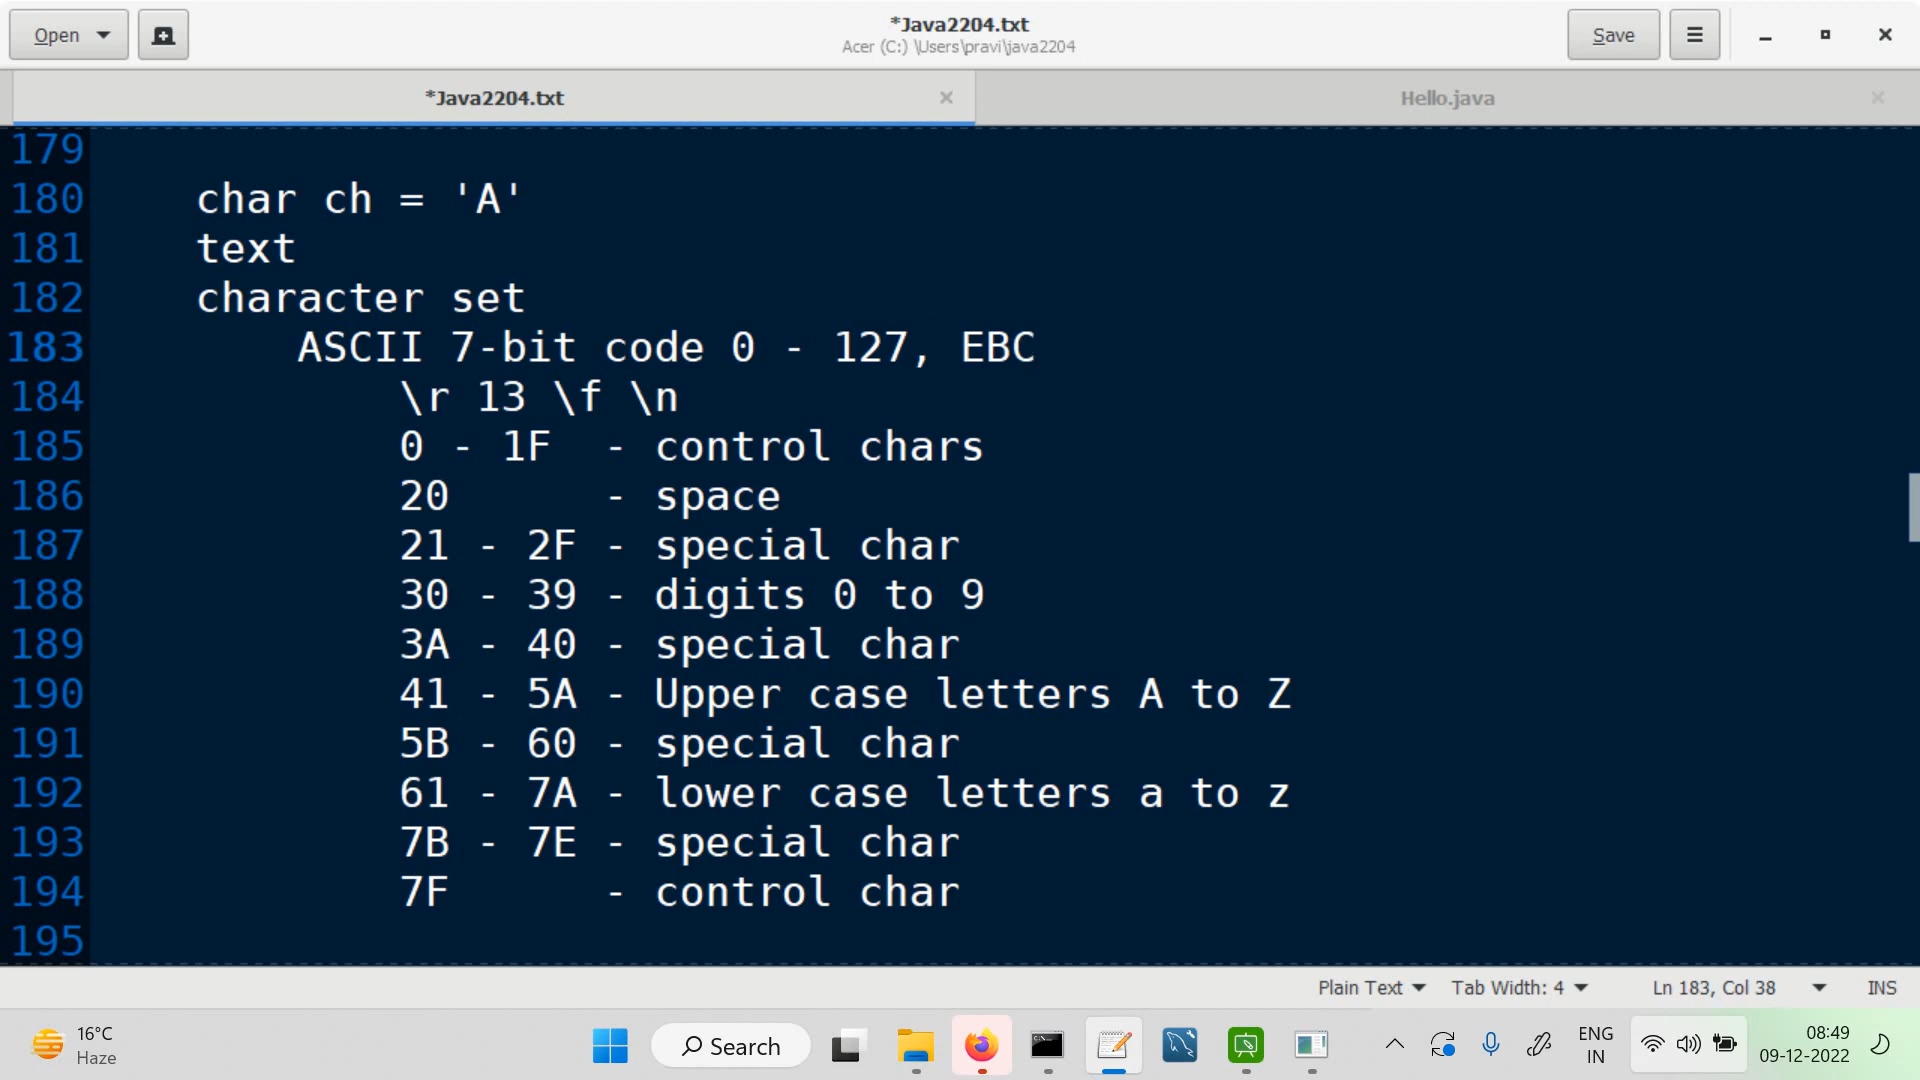 Open
*Java2204.txt
Acer (C:) \Users\pravi\java2204
Save
*Java2204.txt
Hello.java
179
180 char ch = 'A'
181 text
182 character set
183 ASCII 7-bit code 0 - 127, EBC
184 \r 13 \f \n
185 0 - 1F - control chars
186 20 - space
187 21 - 2F - special char
188 30 - 39 - digits 0 to 9
189 3A - 40 - special char
190 41 - 5A - Upper case letters A to Z
191 5B - 60 - special char
192 61 - 7A - lower case letters a to z
193 7B - 7E - special char
194 7F - control char
195
Plain Text Tab Width: 4 Ln 183, Col 38 INS
16°C
Haze
Search
ENG
IN
08:49
09-12-2022